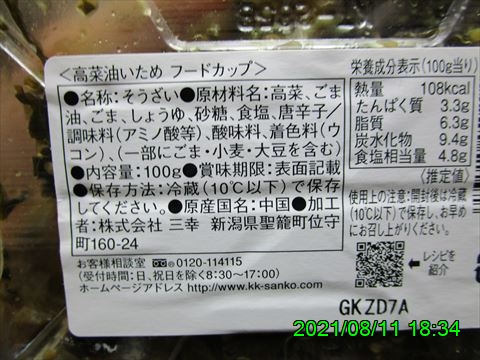 ＜高菜油いため フードカップ＞
●名称：そうざい●原材料名：高菜、ごま
油、ごま、しょうゆ、砂糖、食塩、唐辛子／
調味料（アミノ酸等）、酸味料、着色料（ウ
コン）、（一部にごま・小麦・大豆を含む）
●内容量：100g●賞味期限：表面記載
●保存方法：冷蔵（10℃以下）で保存
してください。●原産国名：中国●加工
者：株式会社 三幸 新潟県聖籠町位守
町160-24
お客様相談室 0120-114115
（受付時間：日、祝日を除く8:30〜17:00）
ホームページアドレス http://www.kk-sanko.com/
栄養成分表示（100g当り）
熱量 108kcal
たんぱく質 3.3g
脂質 6.3g
炭水化物 9.4g
食塩相当量 4.8g
（推定値）
使用上の注意：開封後は冷蔵
（10℃以下）で保存し、お早め
にお召し上がりください。
レシピを
紹介
GKZD7A
2021/08/11 18:34